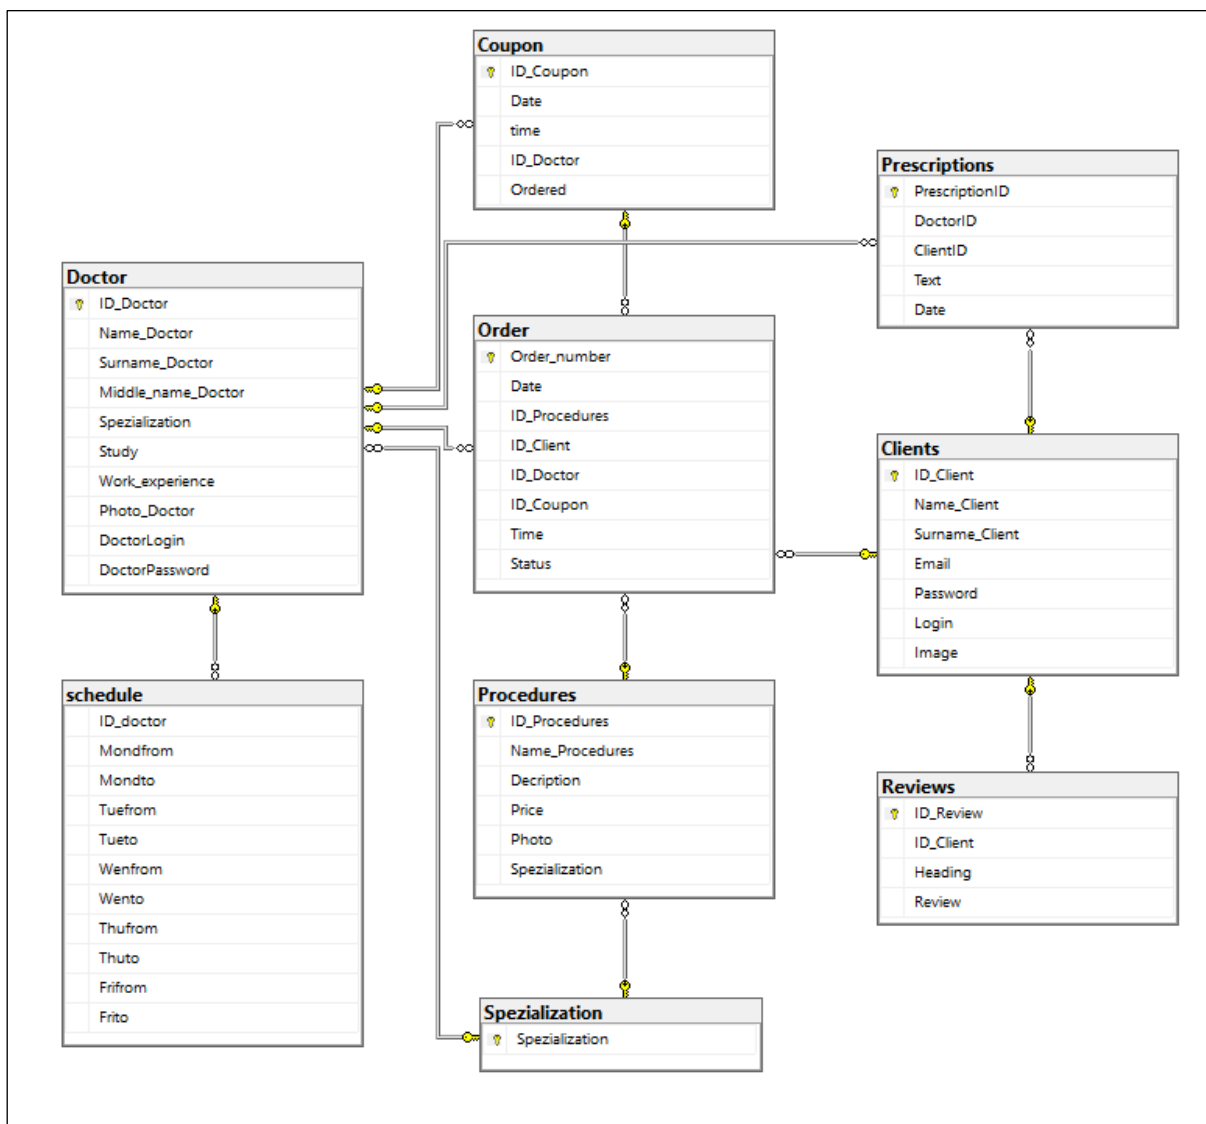 Coupon
ID_Coupon
Date
time
ID_Doctor
Ordered
Prescriptions
PrescriptionID
DoctorID
ClientID
Text
Date
Doctor
ID_Doctor
Name_Doctor
Surname_Doctor
Middle_name_Doctor
Spezialization
Study
Work_experience
Photo_Doctor
DoctorLogin
DoctorPassword
Order
Order_number
Date
ID_Procedures
ID_Client
ID_Doctor
ID_Coupon
Time
Status
Clients
ID_Client
Name_Client
Surname_Client
Email
Password
Login
Image
schedule
ID_doctor
Mondfrom
Mondto
Tuefrom
Tueto
Wenfrom
Wento
Thufrom
Thuto
Frifrom
Frito
Procedures
ID_Procedures
Name_Procedures
Decription
Price
Photo
Spezialization
Reviews
ID_Review
ID_Client
Heading
Review
Spezialization
Spezialization